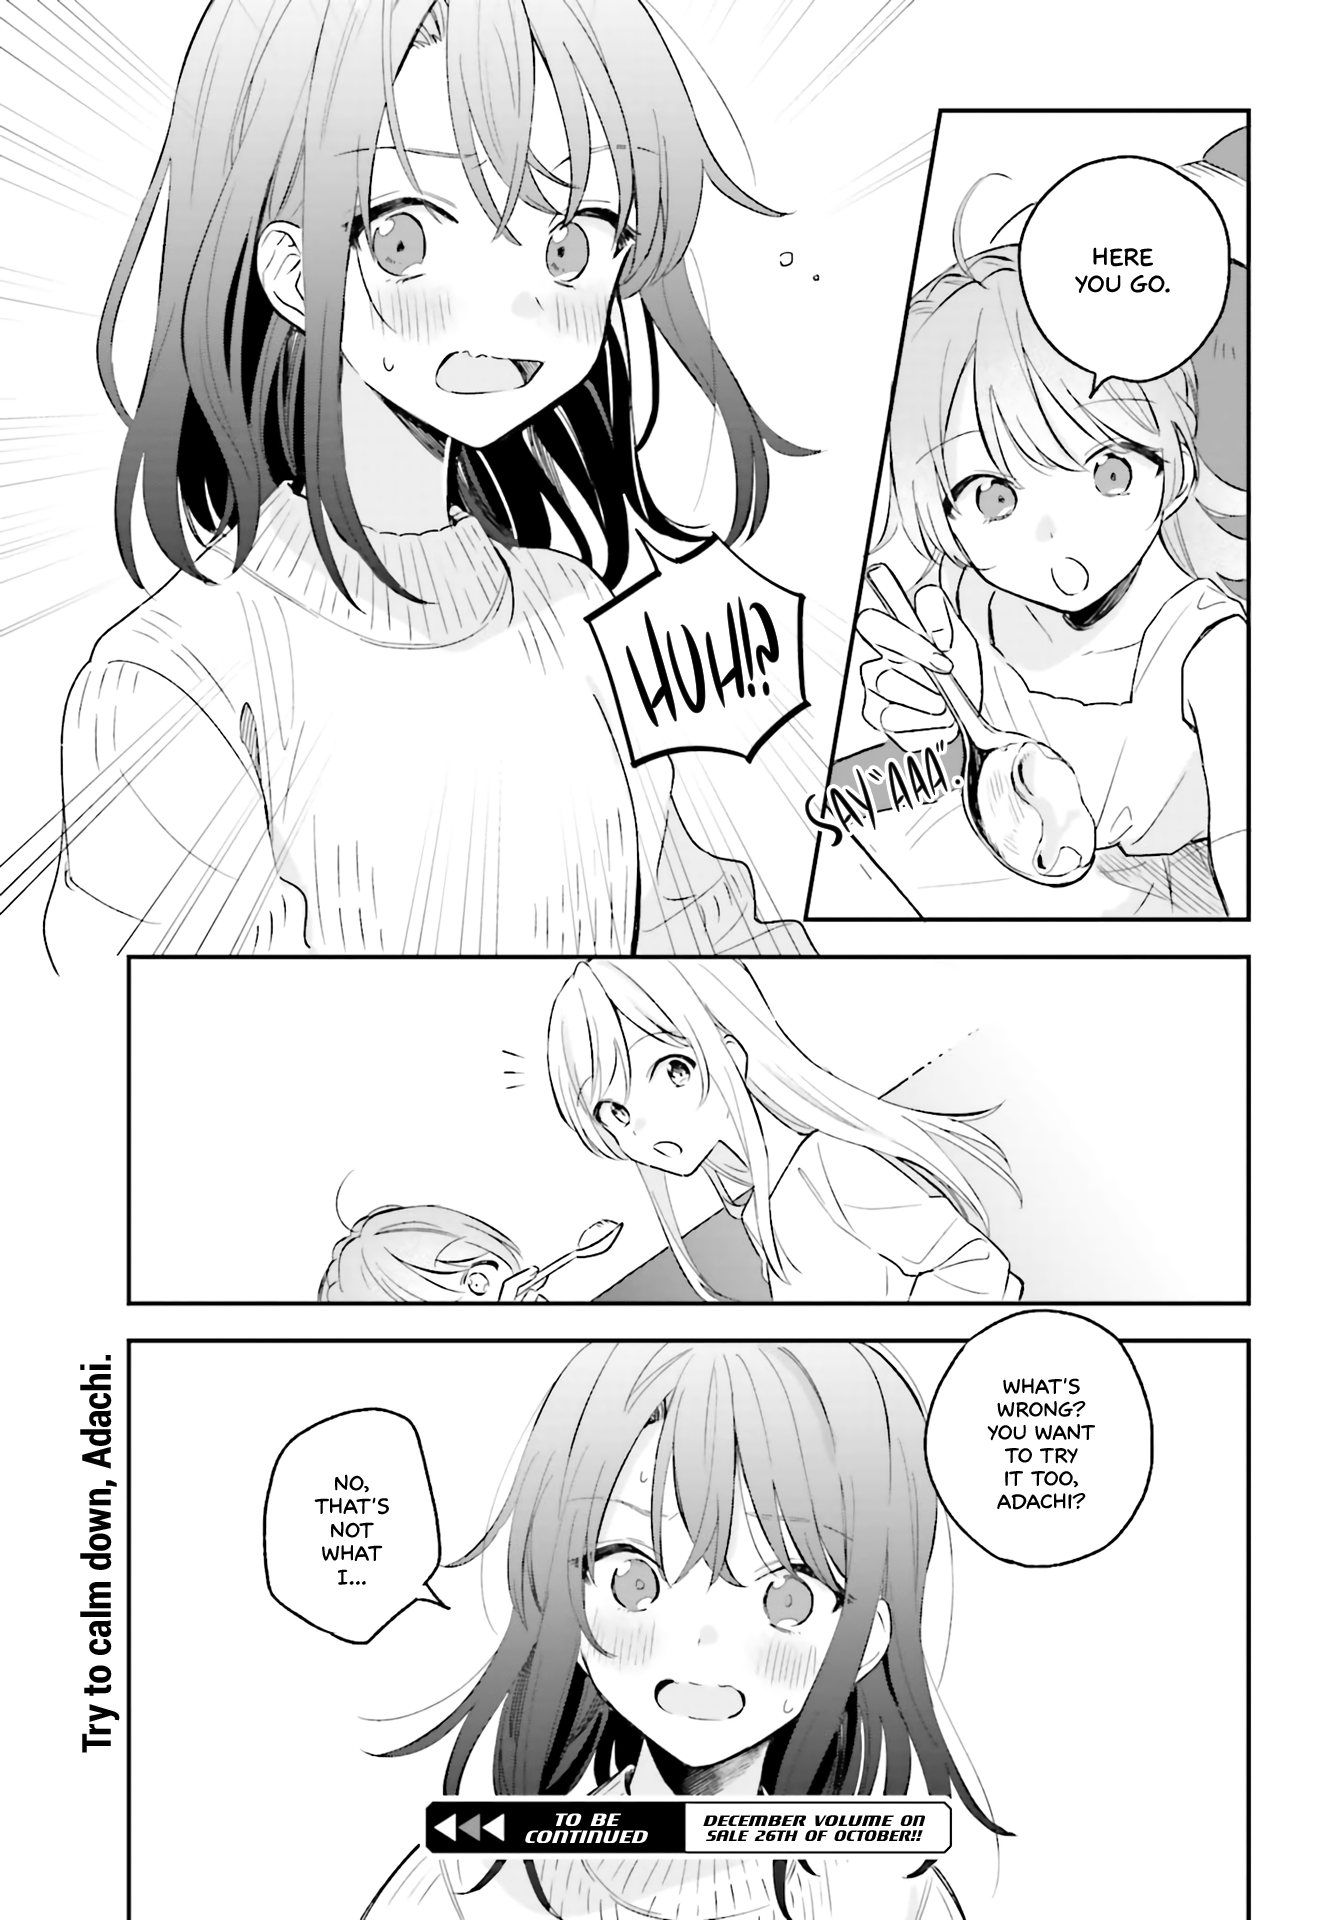 HERE
YOU GO.
SAY "AAA".
HUH!!?
WHAT'S
WRONG?
YOU WANT
TO TRY
IT TOO,
ADACHI?
NO,
THAT'S
NOT
WHAT
I...
Try to calm down, Adachi.
TO BE
CONTINUED
DECEMBER VOLUME ON
SALE 26TH OF OCTOBER!!